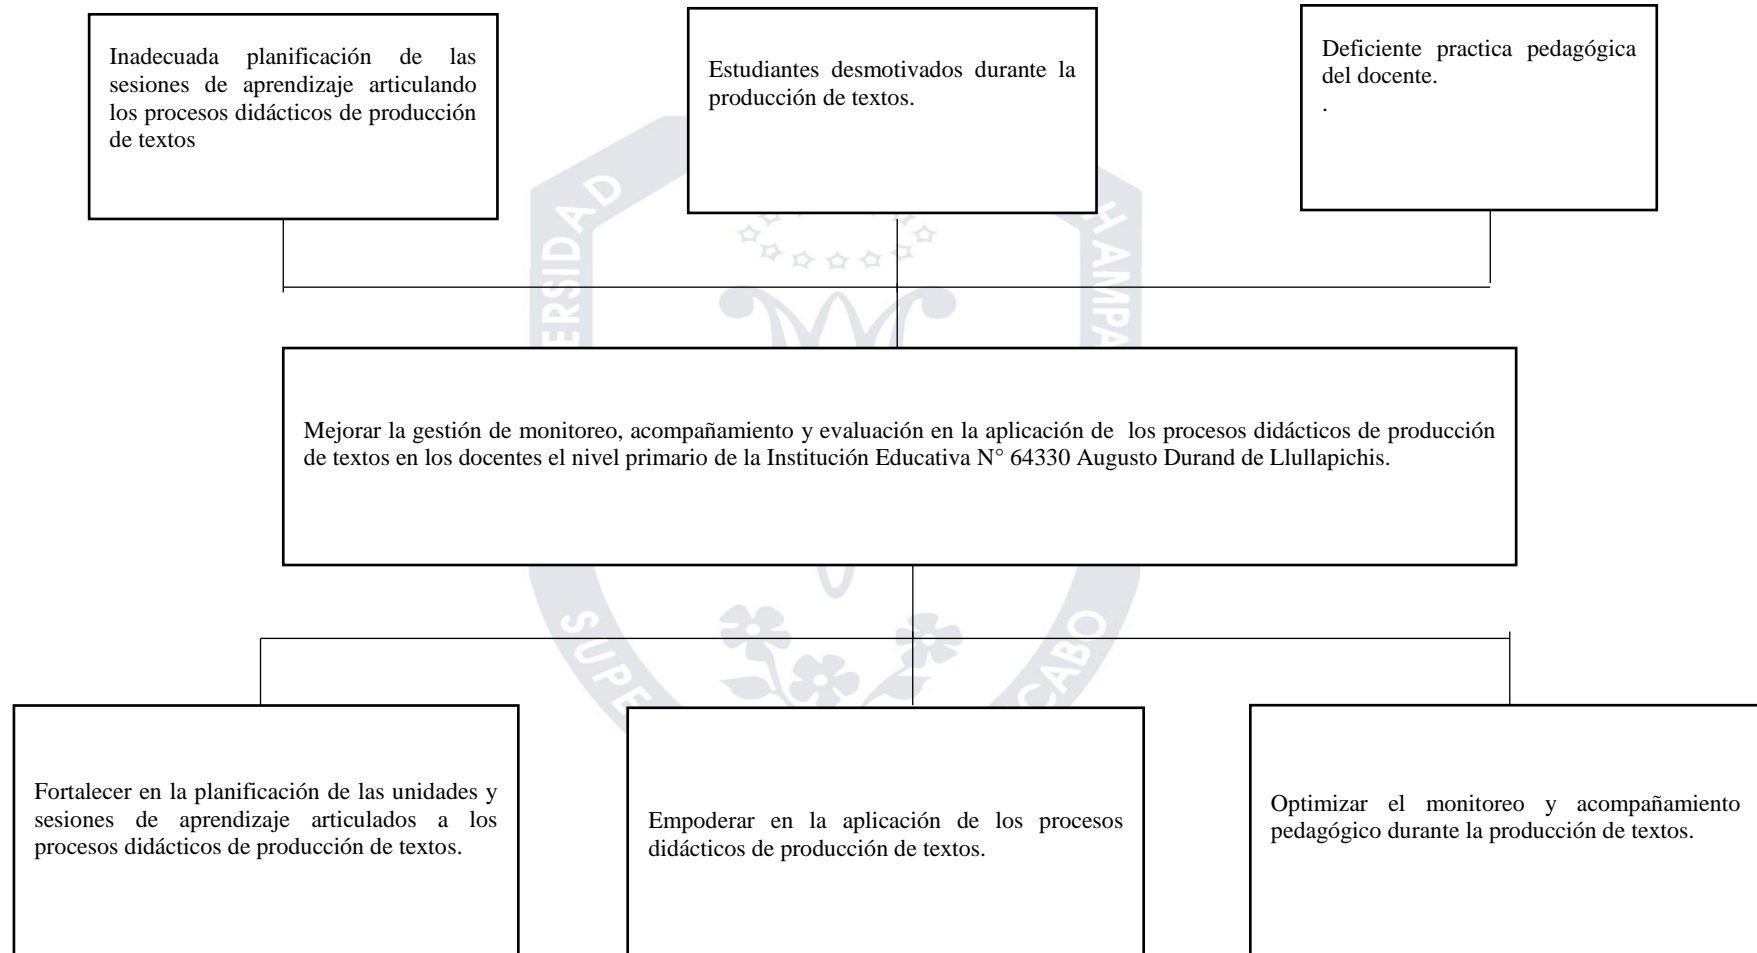 Inadecuada planificación de las
sesiones de aprendizaje articulando
los procesos didácticos de producción
de textos
Estudiantes desmotivados durante la
producción de textos.
Deficiente practica pedagógica
del docente.
.
ERSIDAD
HAMPA
Mejorar la gestión de monitoreo, acompañamiento y evaluación en la aplicación de los procesos didácticos de producción
de textos en los docentes el nivel primario de la Institución Educativa N° 64330 Augusto Durand de Llullapichis.
SUPE
CABO
Fortalecer en la planificación de las unidades y
sesiones de aprendizaje articulados a los
procesos didácticos de producción de textos.
Empoderar en la aplicación de los procesos
didácticos de producción de textos.
Optimizar el monitoreo y acompañamiento
pedagógico durante la producción de textos.